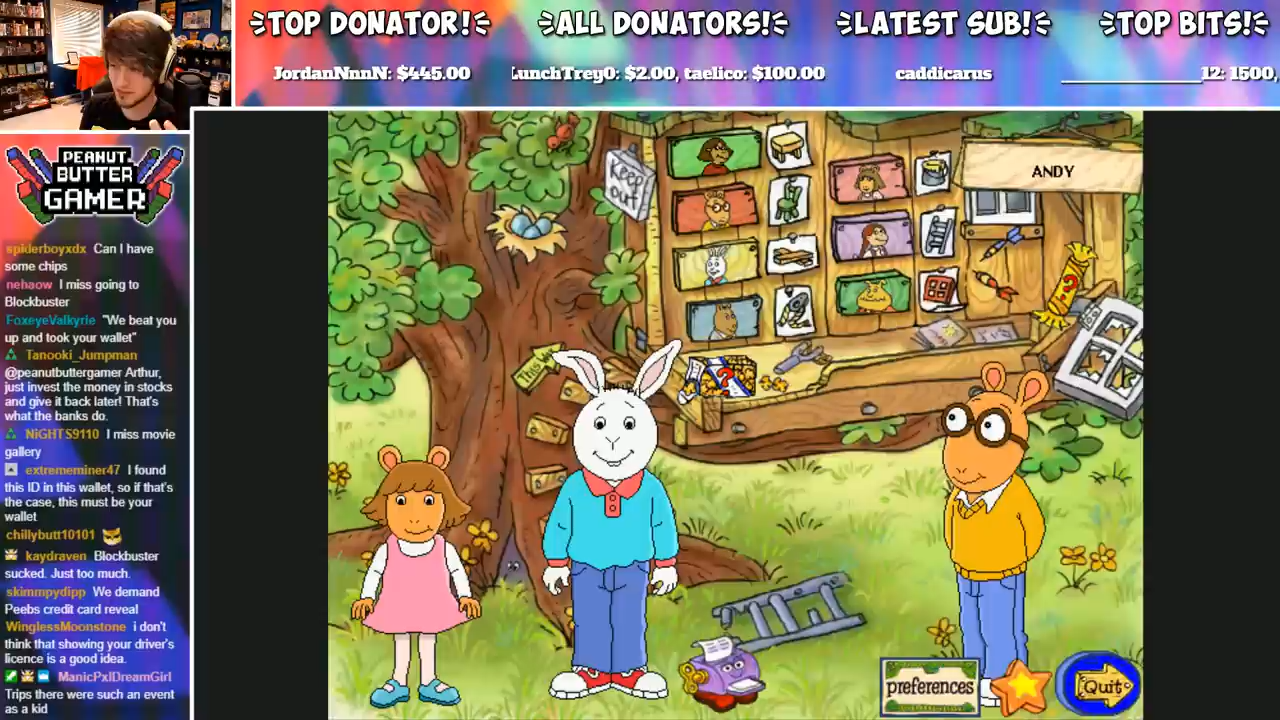 TOP DONATOR! ALL DONATORS! LATEST SUB! TOP BITS!
JordanNnnN: $445.00 LunchTrey0: $2.00, taelico: $100.00 caddicarus 12: 1500,
PEANUT
BUTTER
GAMER
spiderboyxdx Can I have
some chips
nebaow I miss going to
Blockbuster
FoxeyeValkyrie "We beat you
up and took your wallet"
Tanooki_Jumpman
@peanutbuttergamer Arthur,
just invest the money in stocks
and give it back later! That's
what the banks do.
NiGHTS9110 I miss movie
gallery
extrememiner47 I found
this ID in this wallet, so if that's
the case, this must be your
wallet
chillybutt10101
kaydraven Blockbuster
sucked. Just too much.
skimmpydipp We demand
Peebs credit card reveal
WinglessMoonstone i don't
think that showing your driver's
licence is a good idea.
ManicPxlDreamGirl
Trips there were such an event
as a kid
Keep
out
ANDY
?
?
This
preferences
Quit